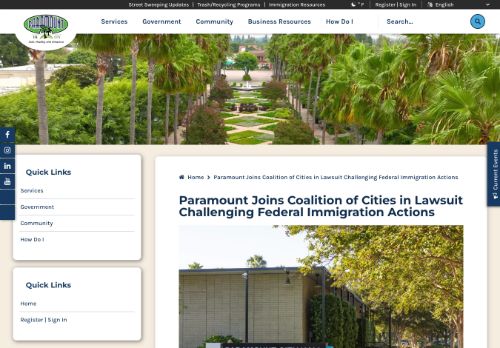 Street Sweeping Updates | Trash/Recycling Programs | Immigration Resources
° F
Register | Sign In
English
PARAMOUNT
Services
Government
Community
Business Resources
How Do I
Search...
Current Events
Quick Links
Services
Government
Community
How Do I
Quick Links
Home
Register | Sign In
Home > Paramount Joins Coalition of Cities in Lawsuit Challenging Federal Immigration Actions
Paramount Joins Coalition of Cities in Lawsuit
Challenging Federal Immigration Actions
PARAMOUNT CITY HALL